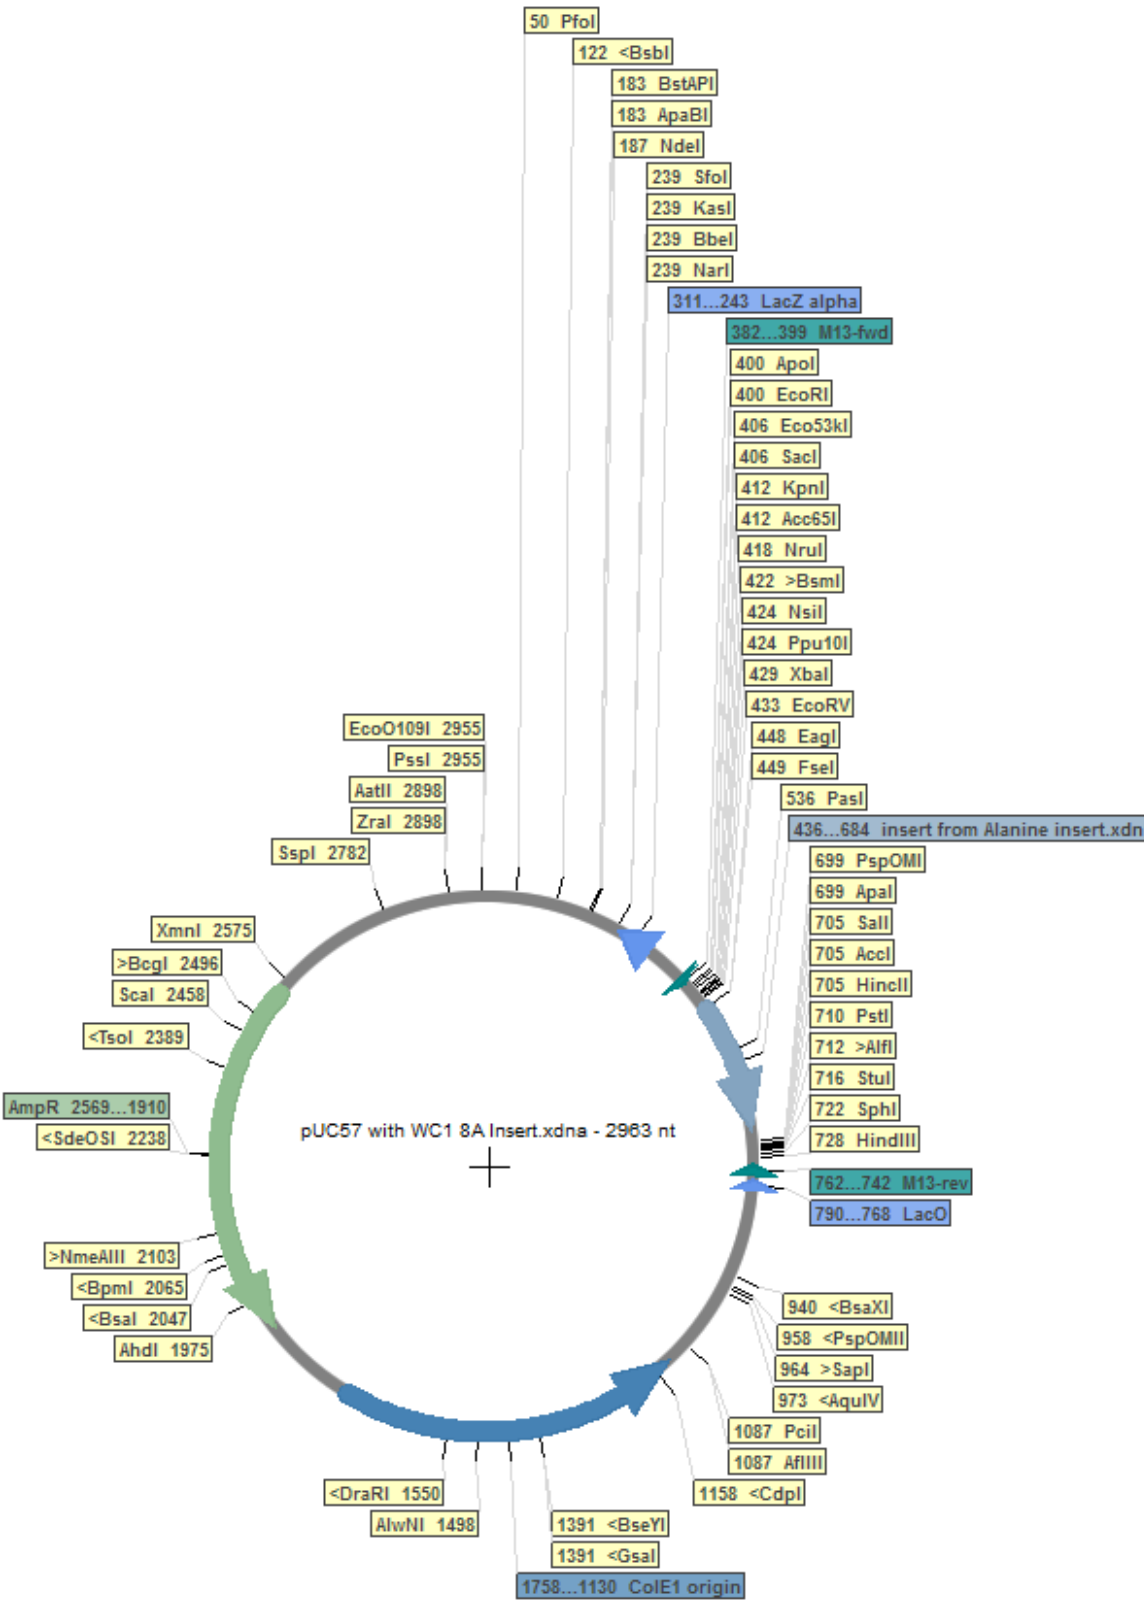 50 PfoI
122 <BsbI
183 BstAPI
183 ApaBI
187 NdeI
239 SfoI
239 KasI
239 BbeI
239 NarI
311...243 LacZ alpha
382...399 M13-fwd
400 ApoI
400 EcoRI
406 Eco53kI
406 SacI
412 KpnI
412 Acc65I
418 NruI
422 >BsmI
424 NsiI
424 Ppu10I
429 XbaI
433 EcoRV
448 EagI
449 FseI
536 PasI
436...684 insert from Alanine insert.xdn
699 PspOMI
699 ApaI
705 SalI
705 AccI
705 HincII
710 PstI
712 >AlfI
716 StuI
722 SphI
728 HindIII
762...742 M13-rev
790...768 LacO
940 <BsaXI
958 <PspOMII
964 >SapI
973 <AquIV
1087 PciI
1087 AflIII
1158 <CdpI
1391 <BseYI
1391 <GsaI
1758...1130 ColE1 origin
AlwNI 1498
<DraRI 1550
AhdI 1975
<BsaI 2047
<BpmI 2065
>NmeAIII 2103
<SdeOSI 2238
AmpR 2569...1910
<TsoI 2389
ScaI 2458
>BcgI 2496
XmnI 2575
SspI 2782
ZraI 2898
AatII 2898
PssI 2955
EcoO109I 2955
pUC57 with WC1 8A Insert.xdna - 2963 nt